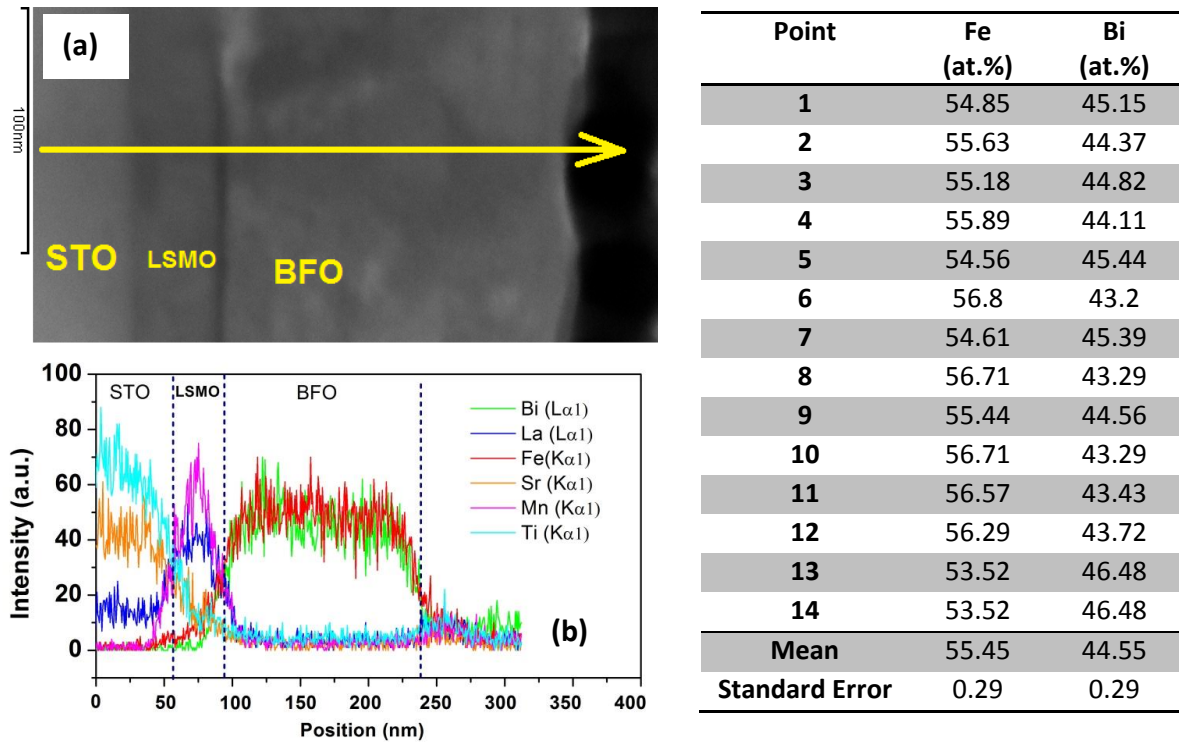 (a)
100nm
STO LSMO BFO
100
80
60
40
20
0
Intensity (a.u.)
STO LSMO BFO
Bi (Lα1)
La (Lα1)
Fe(Kα1)
Sr (Kα1)
Mn (Kα1)
Ti (Kα1)
(b)
0 50 100 150 200 250 300 350 400
Position (nm)
Point Fe Bi
(at.%) (at.%)
1 54.85 45.15
2 55.63 44.37
3 55.18 44.82
4 55.89 44.11
5 54.56 45.44
6 56.8 43.2
7 54.61 45.39
8 56.71 43.29
9 55.44 44.56
10 56.71 43.29
11 56.57 43.43
12 56.29 43.72
13 53.52 46.48
14 53.52 46.48
Mean 55.45 44.55
Standard Error 0.29 0.29